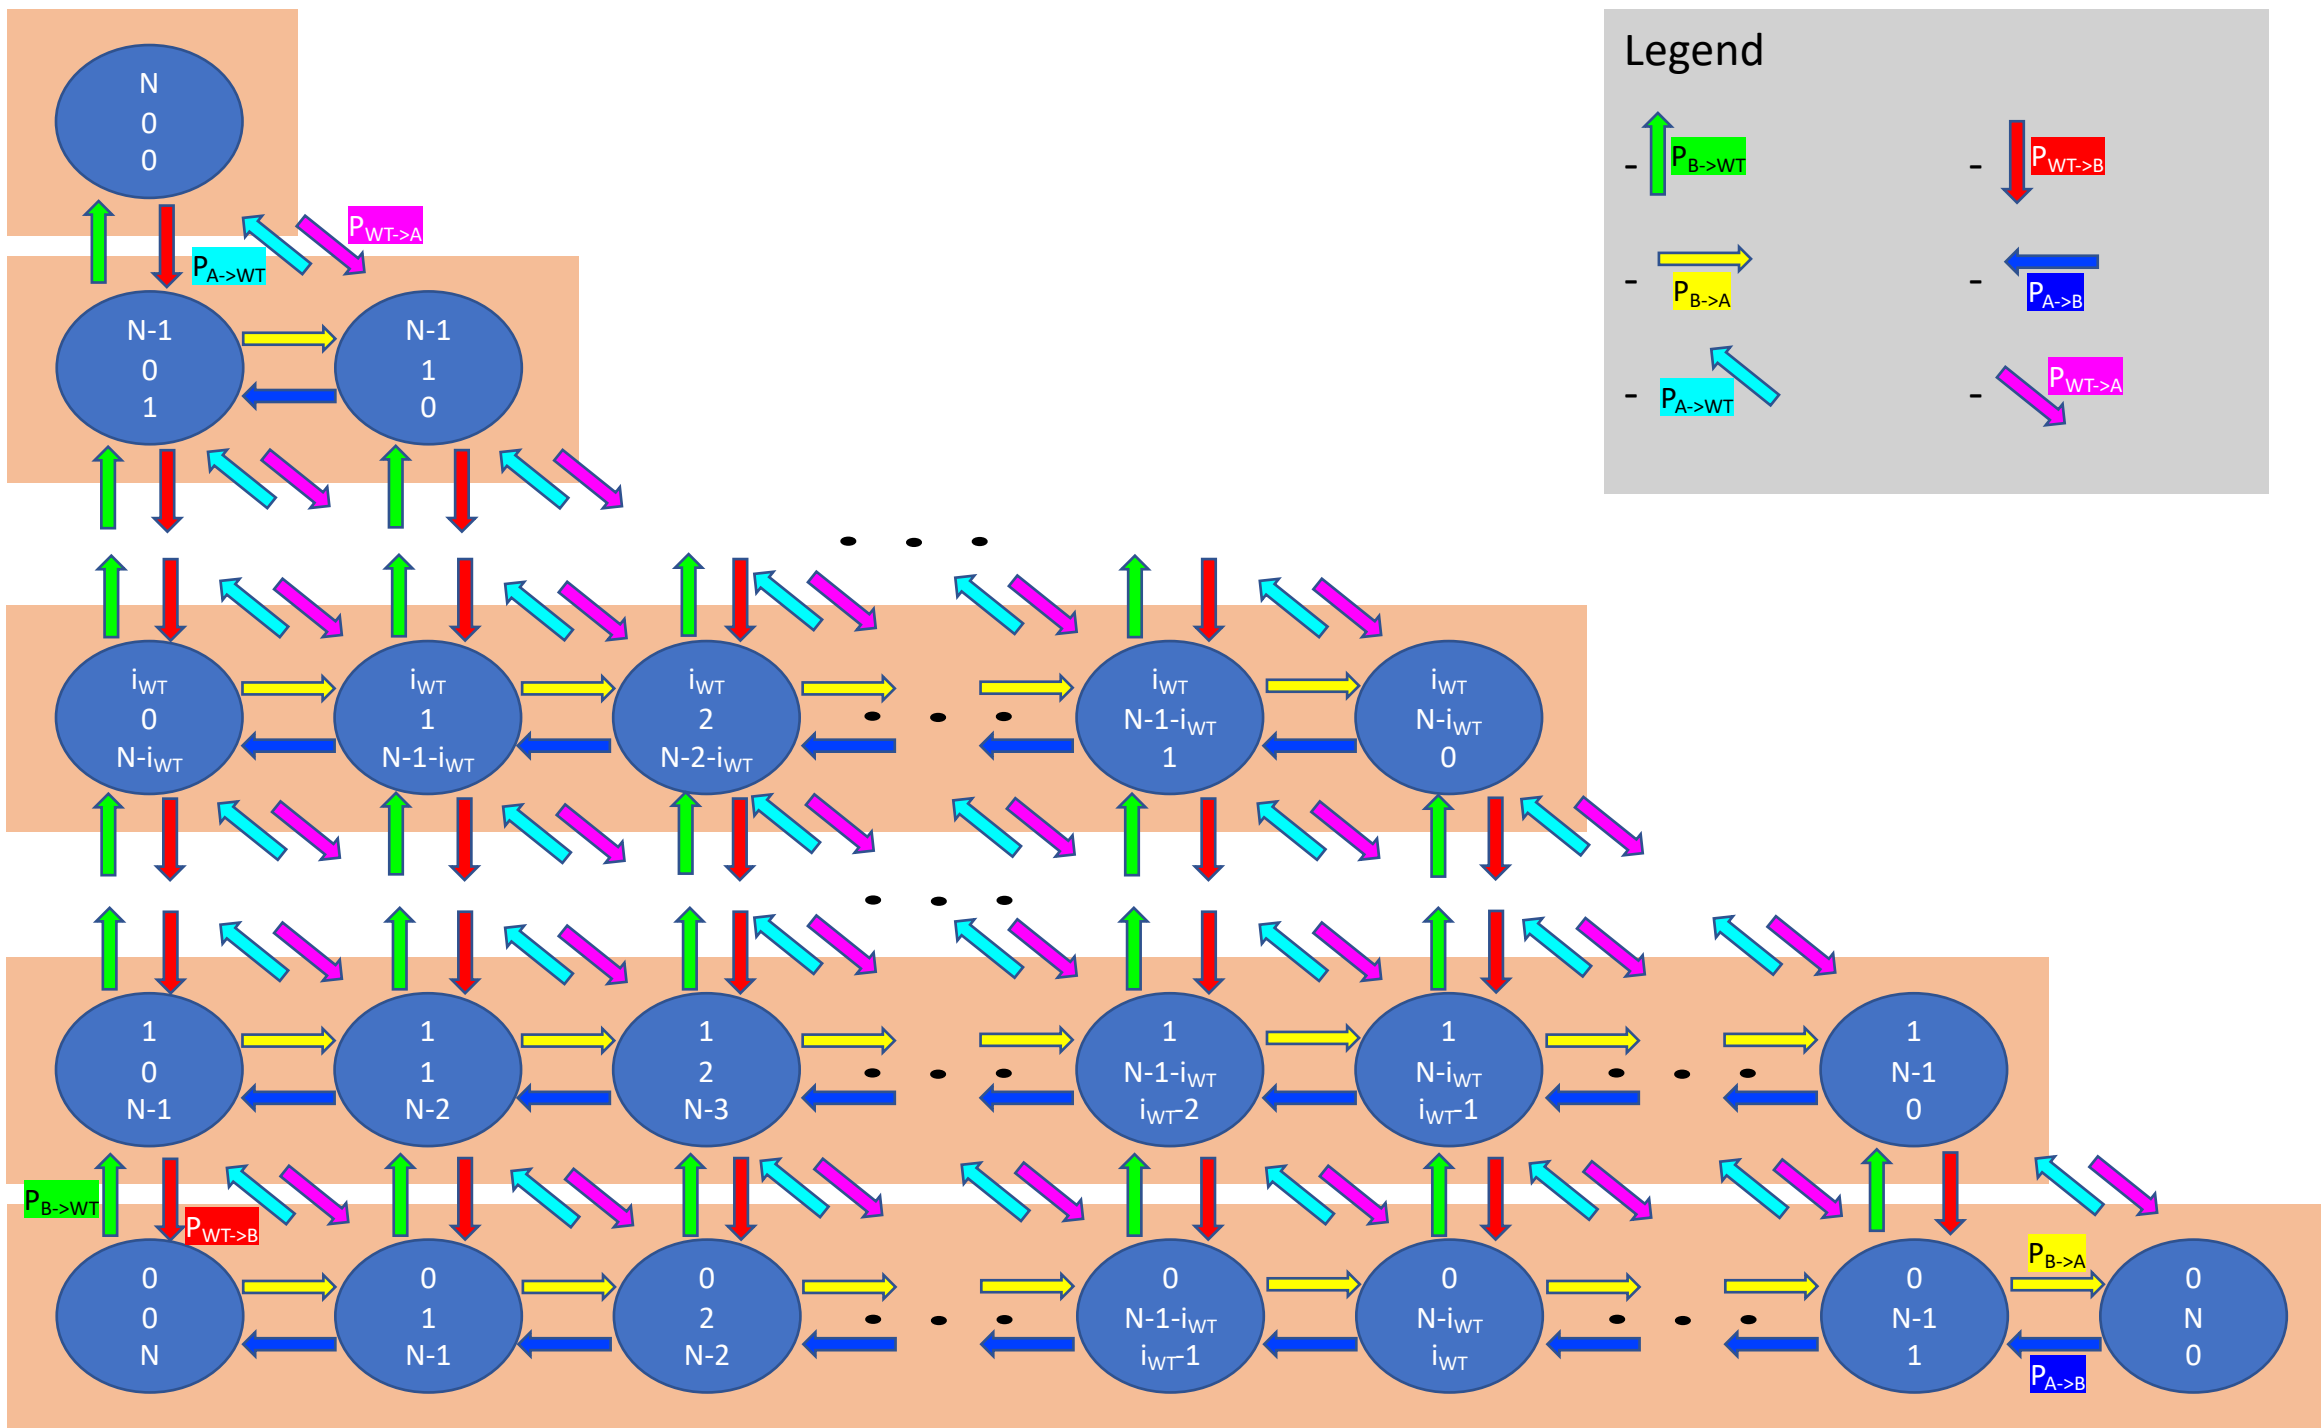 Legend
P_B->WT
P_WT->B
P_B->A
P_A->B
P_A->WT
P_WT->A
N
0
0
P_WT->A
P_A->WT
N-1
0
1
N-1
1
0
i_WT
0
N-i_WT
i_WT
1
N-1-i_WT
i_WT
2
N-2-i_WT
i_WT
N-1-i_WT
1
i_WT
N-i_WT
0
1
0
N-1
1
1
N-2
1
2
N-3
1
N-1-i_WT
i_WT-2
1
N-i_WT
i_WT-1
1
N-1
0
P_B->WT
P_WT->B
0
0
N
0
1
N-1
0
2
N-2
0
N-1-i_WT
i_WT-1
0
N-i_WT
i_WT
0
N-1
1
P_B->A
P_A->B
0
N
0